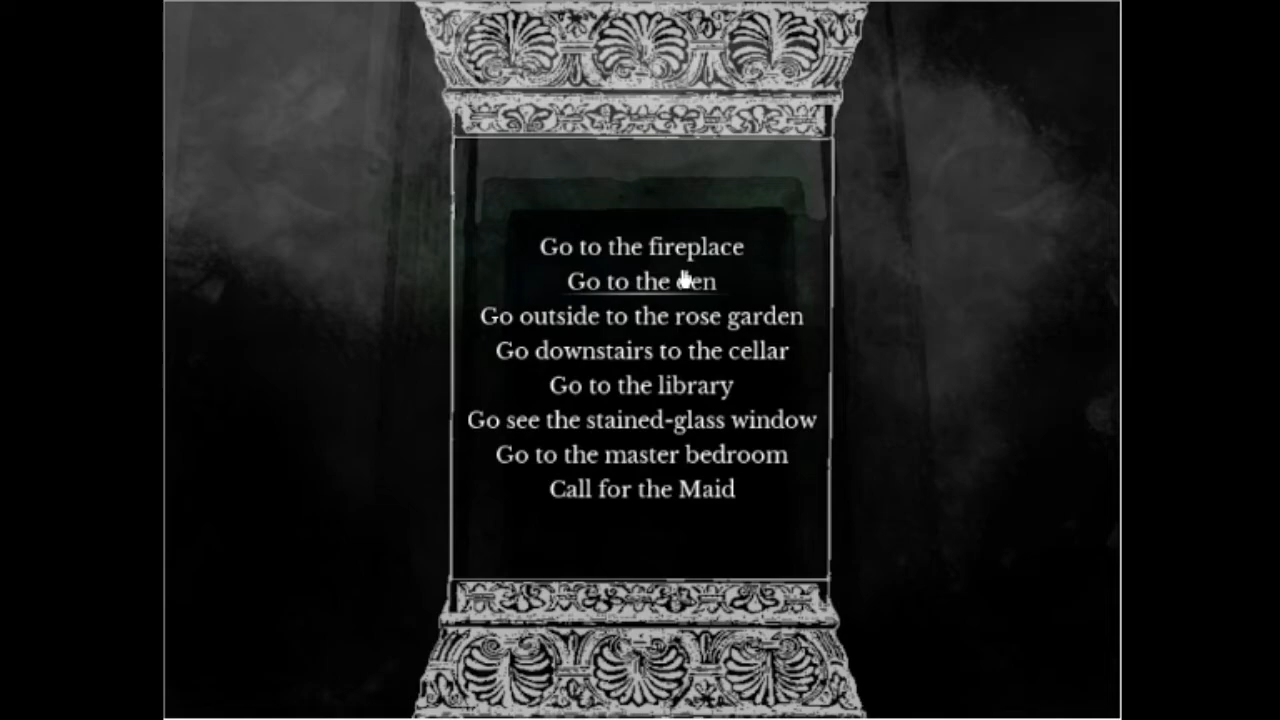 Go to the fireplace
Go to the den
Go outside to the rose garden
Go downstairs to the cellar
Go to the library
Go see the stained-glass window
Go to the master bedroom
Call for the Maid